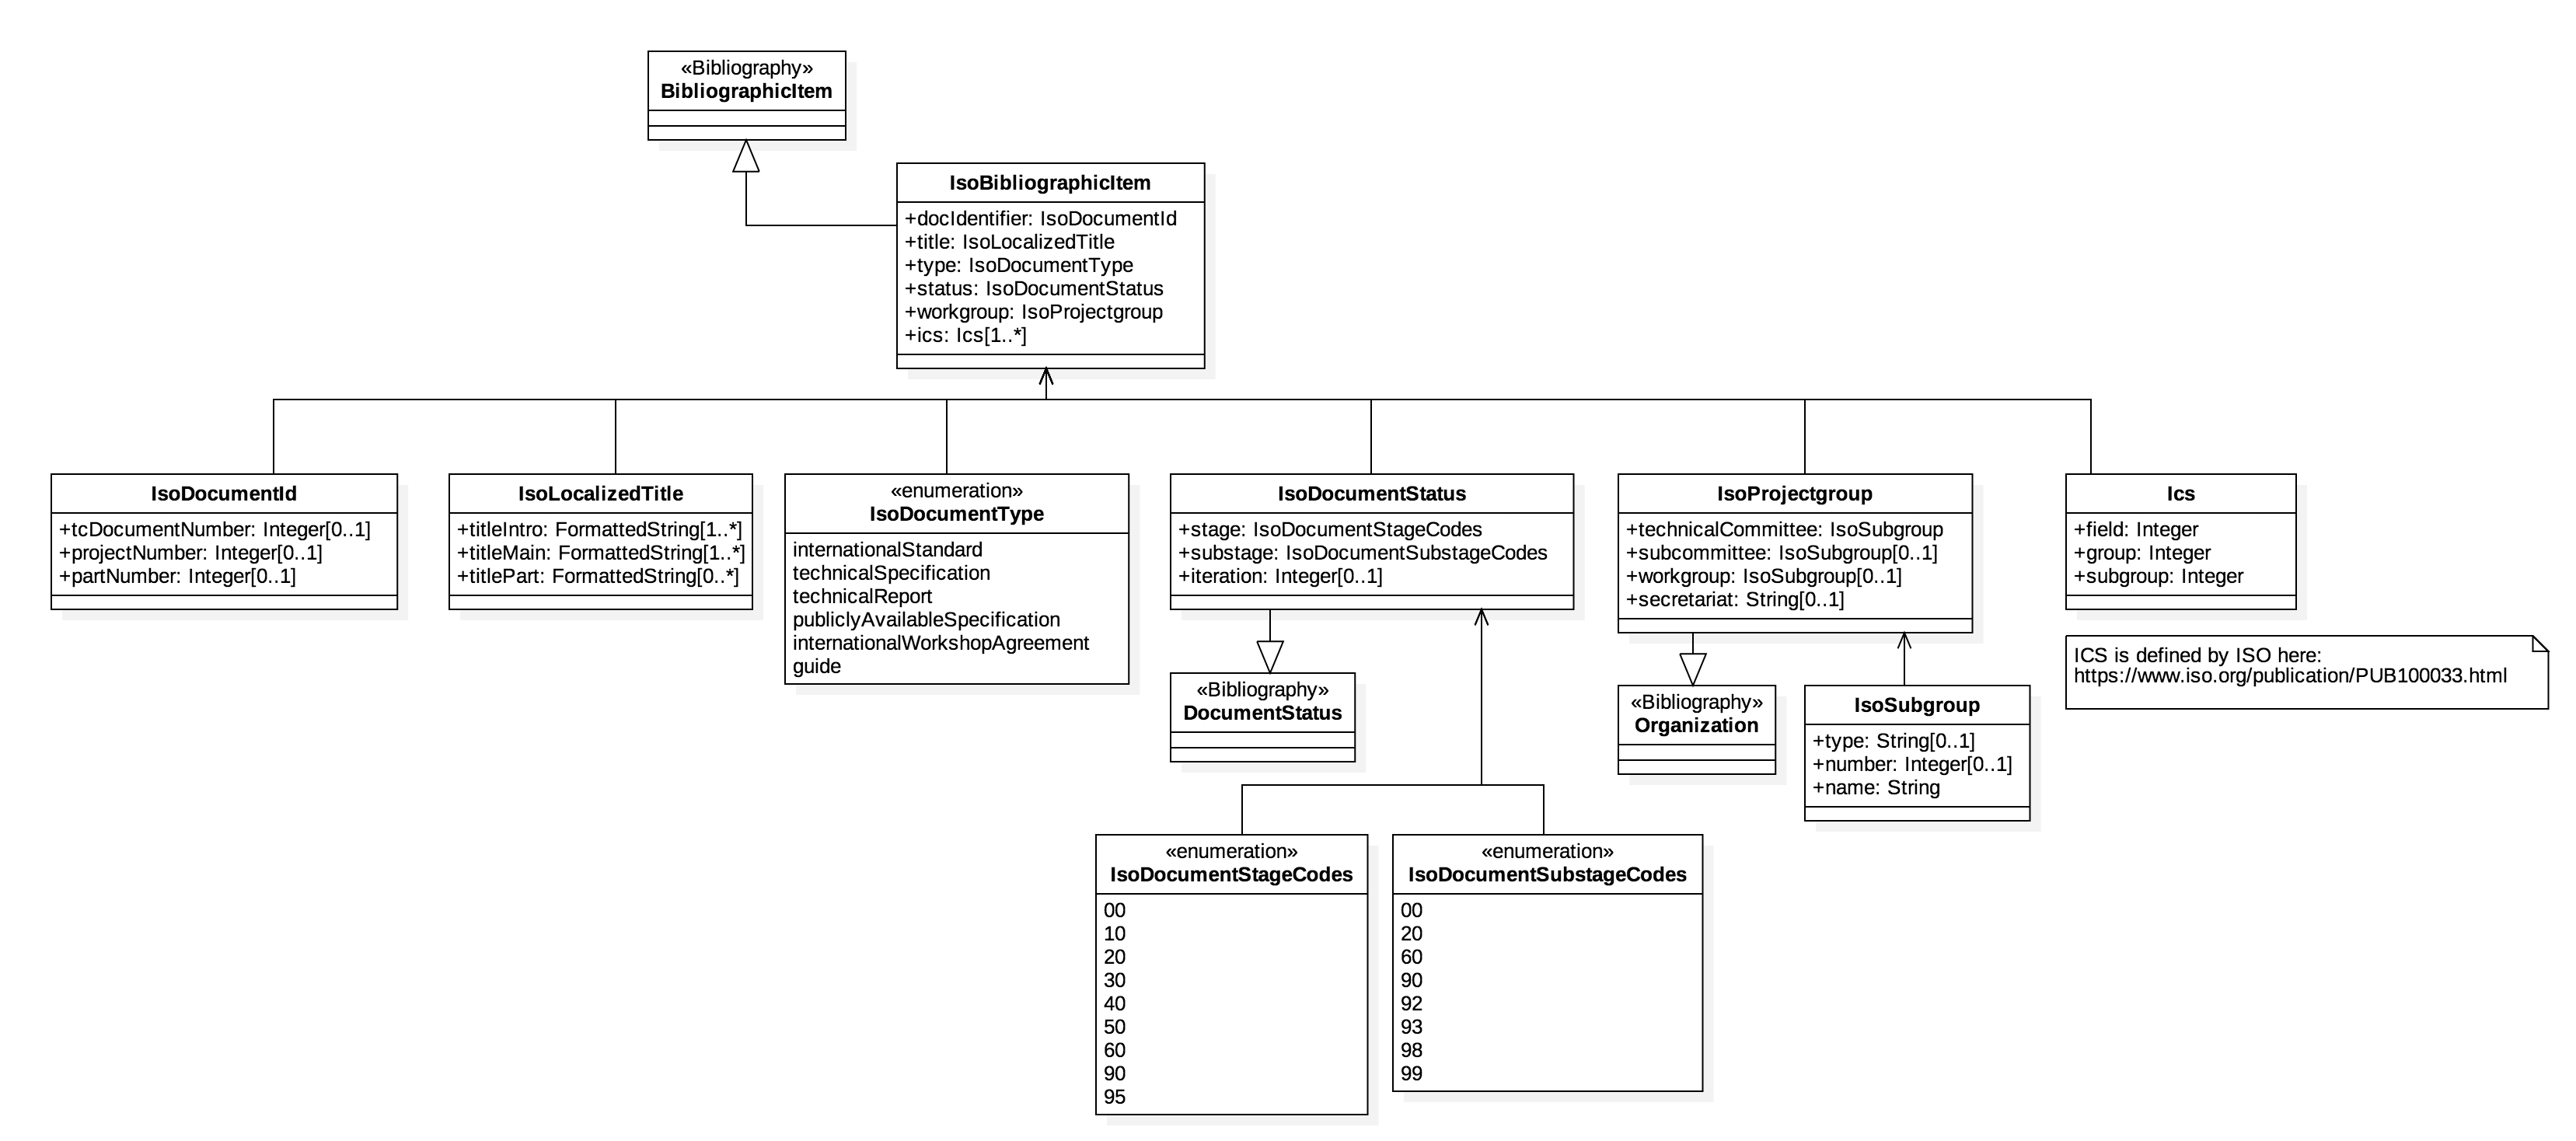 «Bibliography»
BibliographicItem
IsoBibliographicItem
+docIdentifier: IsoDocumentId
+title: IsoLocalizedTitle
+type: IsoDocumentType
+status: IsoDocumentStatus
+workgroup: IsoProjectgroup
+ics: Ics[1..*]
IsoDocumentId
+tcDocumentNumber: Integer[0..1]
+projectNumber: Integer[0..1]
+partNumber: Integer[0..1]
IsoLocalizedTitle
+titleIntro: FormattedString[1..*]
+titleMain: FormattedString[1..*]
+titlePart: FormattedString[0..*]
«enumeration»
IsoDocumentType
internationalStandard
technicalSpecification
technicalReport
publiclyAvailableSpecification
internationalWorkshopAgreement
guide
IsoDocumentStatus
+stage: IsoDocumentStageCodes
+substage: IsoDocumentSubstageCodes
+iteration: Integer[0..1]
IsoProjectgroup
+technicalCommittee: IsoSubgroup
+subcommittee: IsoSubgroup[0..1]
+workgroup: IsoSubgroup[0..1]
+secretariat: String[0..1]
Ics
+field: Integer
+group: Integer
+subgroup: Integer
ICS is defined by ISO here:
https://www.iso.org/publication/PUB100033.html
«Bibliography»
DocumentStatus
«Bibliography»
Organization
IsoSubgroup
+type: String[0..1]
+number: Integer[0..1]
+name: String
«enumeration»
IsoDocumentStageCodes
00
10
20
30
40
50
60
90
95
«enumeration»
IsoDocumentSubstageCodes
00
20
60
90
92
93
98
99